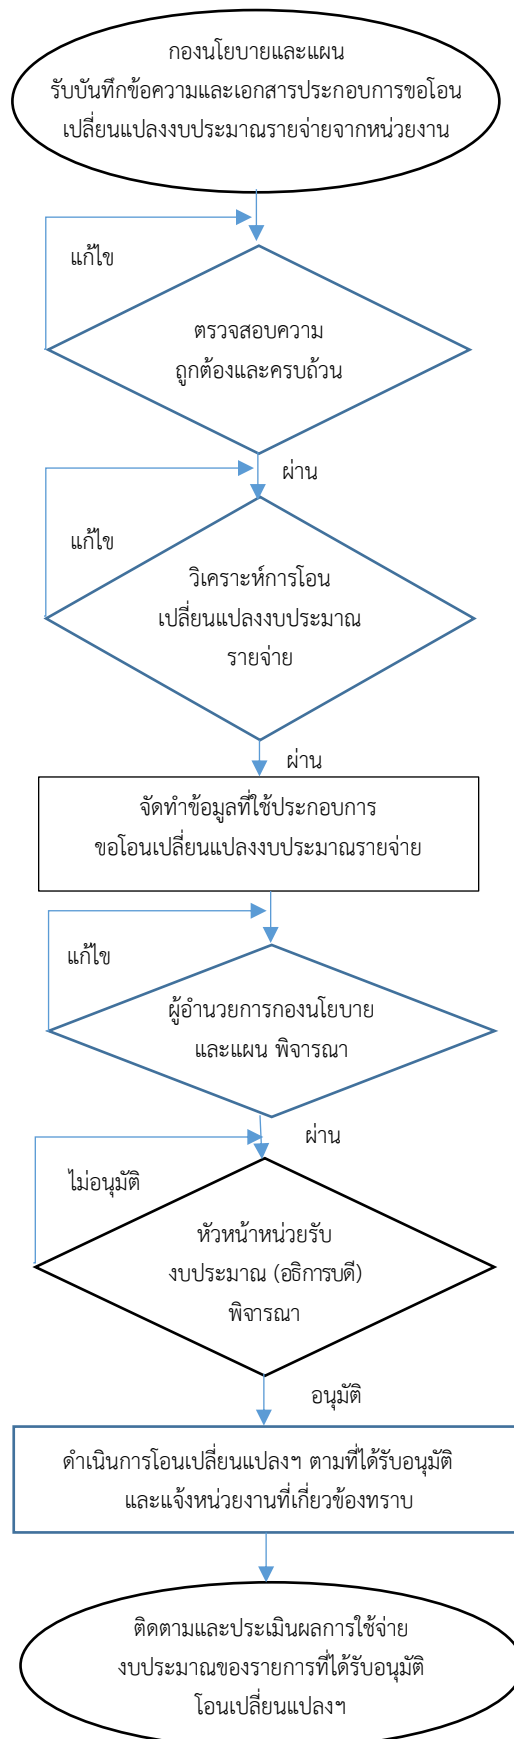 กองนโยบายและแผน
รับบันทึกข้อความและเอกสารประกอบการขอโอน
เปลี่ยนแปลงงบประมาณรายจ่ายจากหน่วยงาน
แก้ไข
ตรวจสอบความ
ถูกต้องและครบถ้วน
ผ่าน
แก้ไข
วิเคราะห์การโอน
เปลี่ยนแปลงงบประมาณ
รายจ่าย
ผ่าน
จัดทำข้อมูลที่ใช้ประกอบการ
ขอโอนเปลี่ยนแปลงงบประมาณรายจ่าย
แก้ไข
ผู้อำนวยการกองนโยบาย
และแผน พิจารณา
ผ่าน
ไม่อนุมัติ
หัวหน้าหน่วยรับ
งบประมาณ (อธิการบดี)
พิจารณา
อนุมัติ
ดำเนินการโอนเปลี่ยนแปลงฯ ตามที่ได้รับอนุมัติ
และแจ้งหน่วยงานที่เกี่ยวข้องทราบ
ติดตามและประเมินผลการใช้จ่าย
งบประมาณของรายการที่ได้รับอนุมัติ
โอนเปลี่ยนแปลงฯ